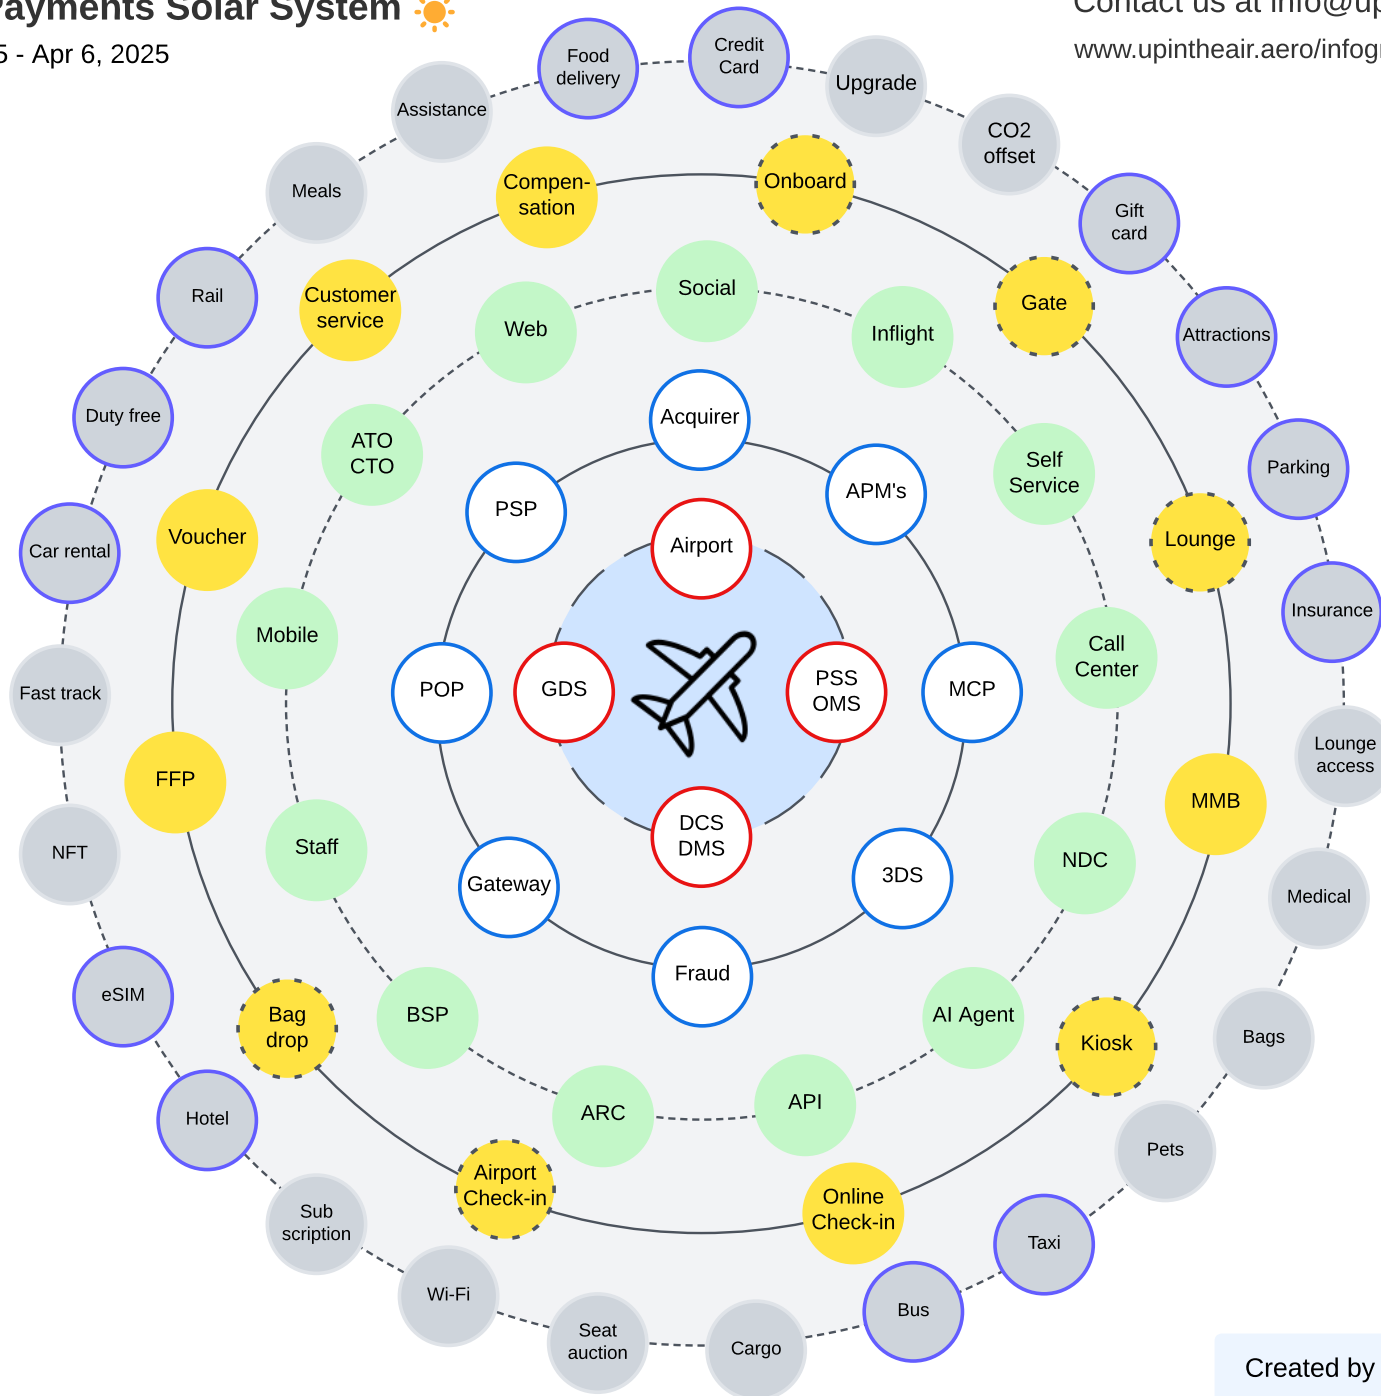 Payments Solar System
5 - Apr 6, 2025
Contact us at info@up
www.upintheair.aero/infogr
Food
delivery
Credit
Card
Upgrade
Assistance
CO2
offset
Meals
Compen-
sation
Onboard
Gift
card
Rail
Customer
service
Web
Social
Inflight
Gate
Attractions
Duty free
ATO
CTO
Acquirer
Self
Service
Parking
PSP
APM's
Car rental
Voucher
Airport
Lounge
Insurance
Mobile
Call
Center
Fast track
POP
GDS
PSS
OMS
MCP
Lounge
access
FFP
MMB
NFT
Staff
DCS
DMS
NDC
Medical
Gateway
3DS
eSIM
Bag
drop
BSP
Fraud
AI Agent
Kiosk
Bags
Hotel
ARC
API
Pets
Airport
Check-in
Online
Check-in
Sub
scription
Taxi
Wi-Fi
Bus
Seat
auction
Cargo
Created by